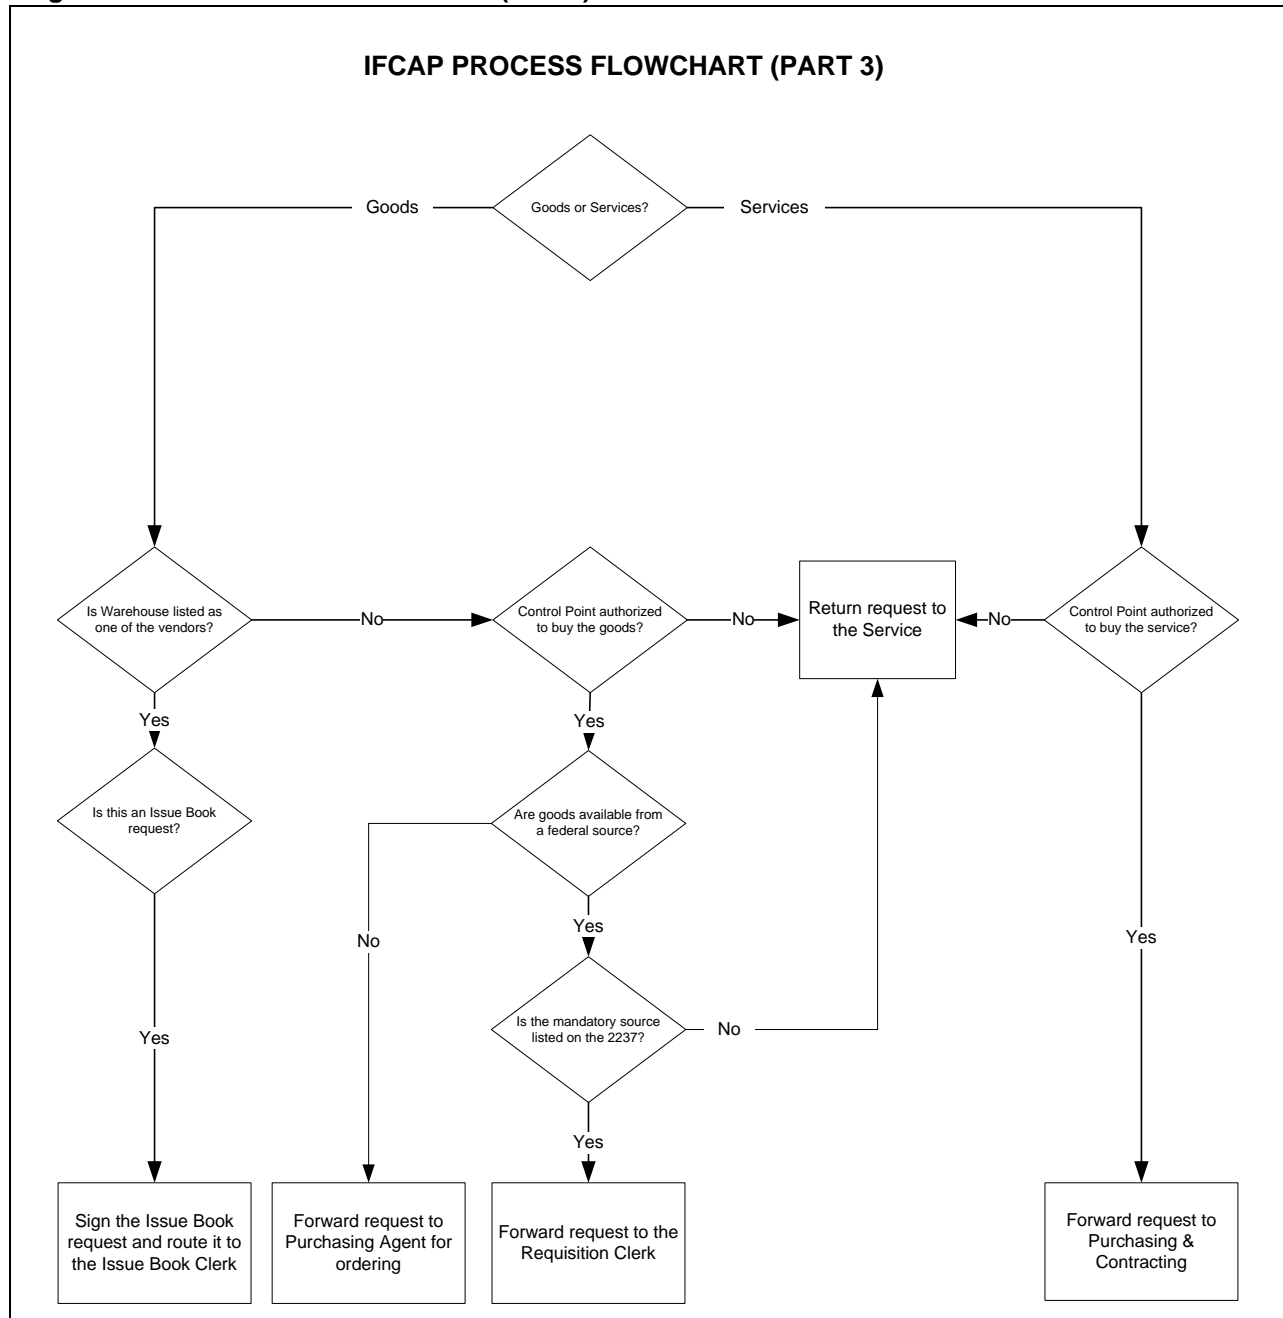 IFCAP PROCESS FLOWCHART (PART 3)
Goods
Goods or Services?
Services
Is Warehouse listed as
one of the vendors?
No
Control Point authorized
to buy the goods?
No
Return request to
the Service
No
Control Point authorized
to buy the service?
Yes
Yes
Is this an Issue Book
request?
Are goods available from
a federal source?
Yes
No
Yes
Is the mandatory source
listed on the 2237?
No
Yes
Yes
Sign the Issue Book
request and route it to
the Issue Book Clerk
Forward request to
Purchasing Agent for
ordering
Forward request to the
Requisition Clerk
Forward request to
Purchasing &
Contracting